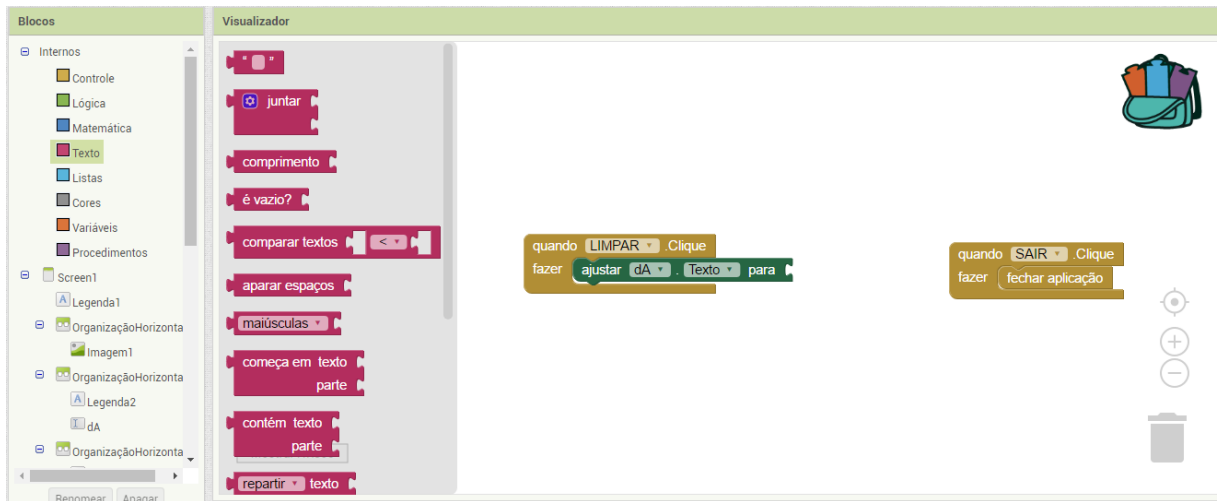 Blocos
Internos
Controle
Lógica
Matemática
Texto
Listas
Cores
Variáveis
Procedimentos
Screen1
Legenda1
OrganizaçãoHorizonta
Imagem1
OrganizaçãoHorizonta
Legenda2
dA
OrganizaçãoHorizonta
Renomear Apagar
Visualizador
" "
juntar
comprimento
é vazio?
comparar textos <
aparar espaços
maiúsculas
começa em texto
parte
contém texto
parte
repartir texto
quando LIMPAR .Clique
fazer ajustar dA . Texto para
quando SAIR .Clique
fazer fechar aplicação